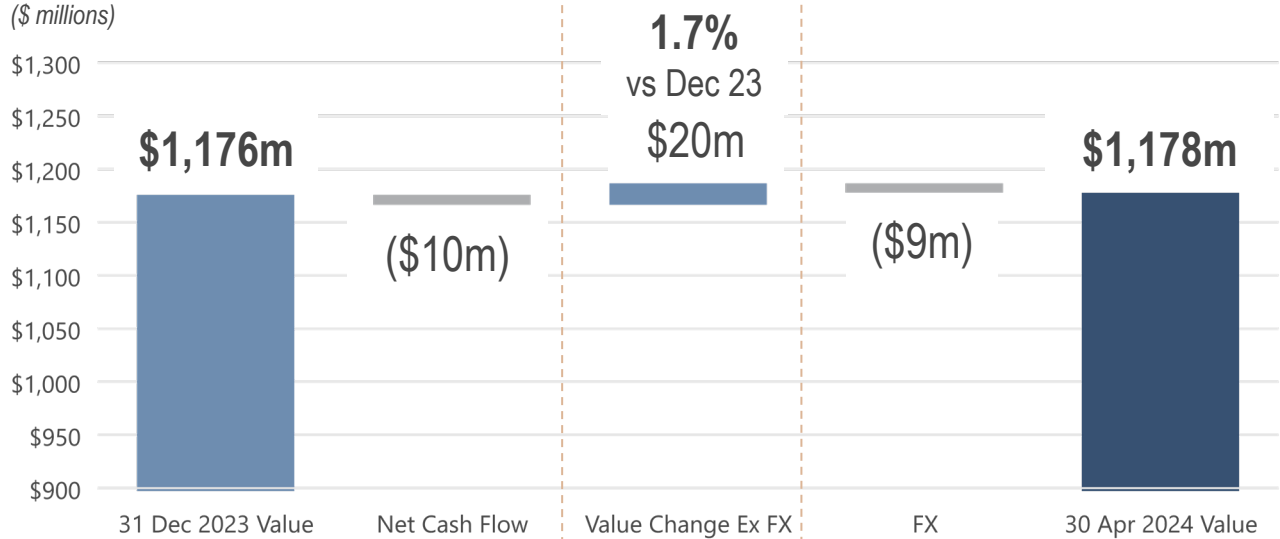 ($ millions)
1.7%
vs Dec 23
$20m
$1,300
$1,250
$1,200
$1,150
$1,100
$1,050
$1,000
$950
$900
$1,176m
($10m)
($9m)
$1,178m
31 Dec 2023 Value
Net Cash Flow
Value Change Ex FX
FX
30 Apr 2024 Value